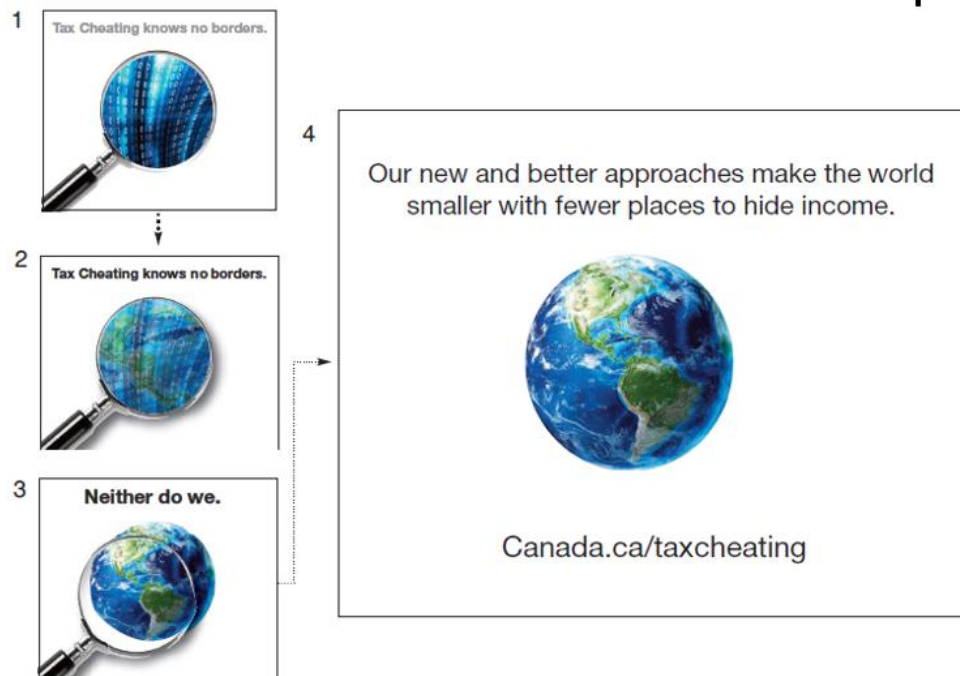 1
Tax Cheating knows no borders.
2
Tax Cheating knows no borders.
3
Neither do we.
4
Our new and better approaches make the world
smaller with fewer places to hide income.
Canada.ca/taxcheating